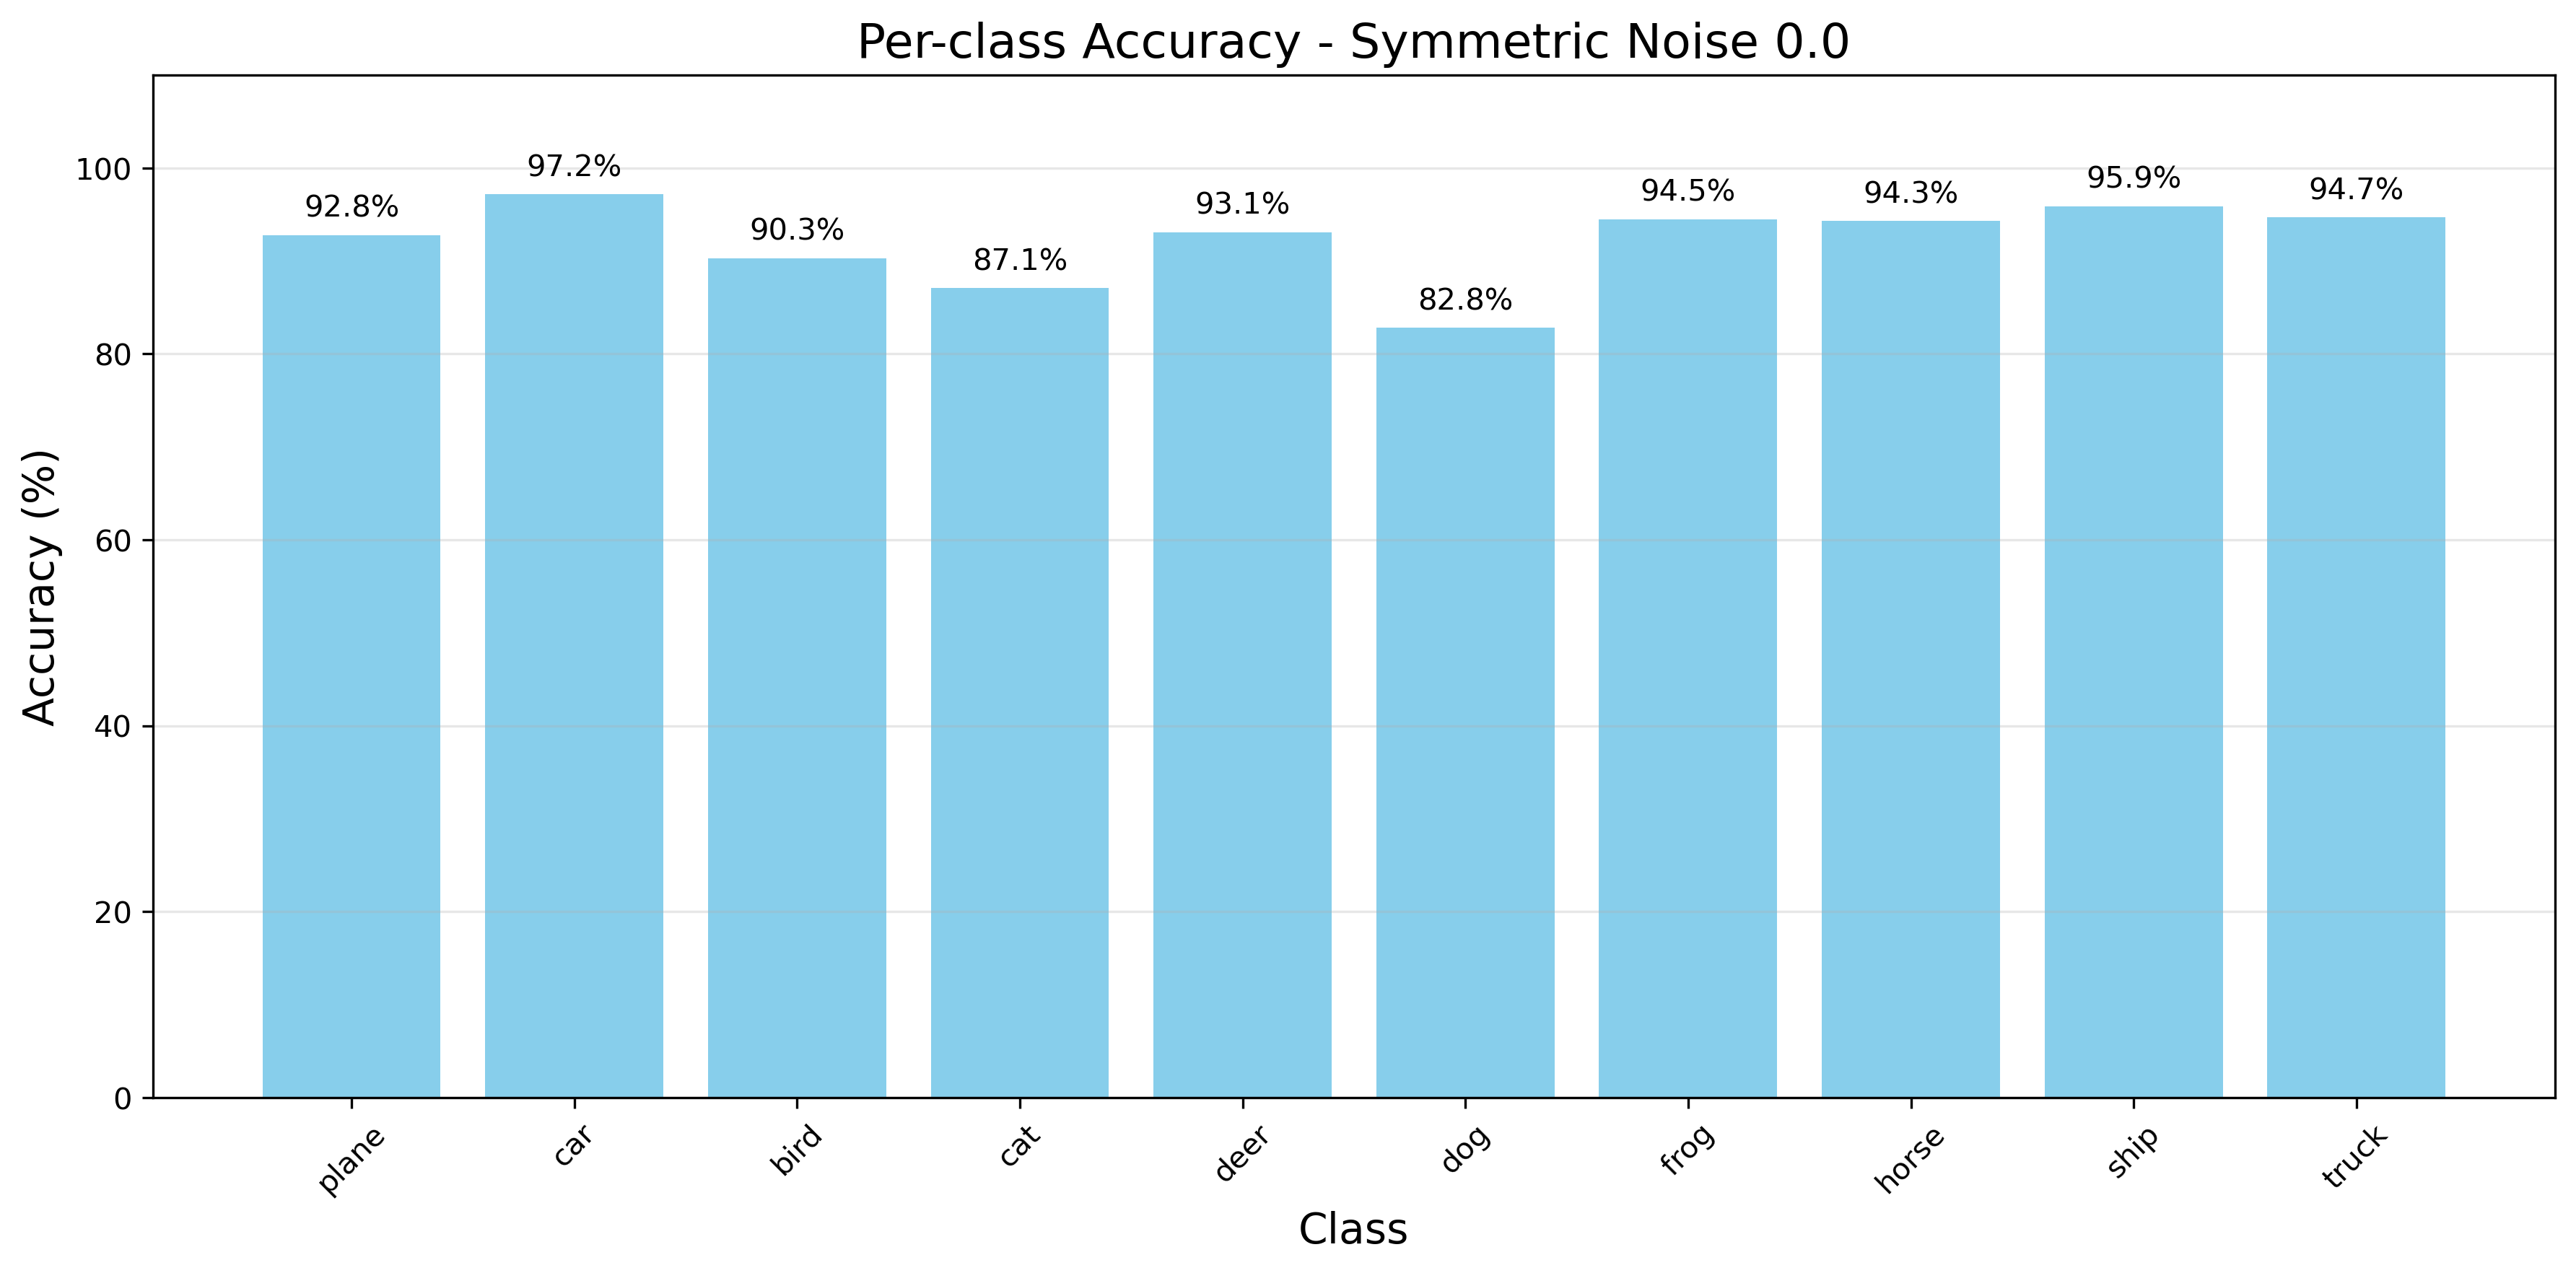 Per-class Accuracy - Symmetric Noise 0.0
Accuracy (%)
100
80
60
40
20
0
92.8%
97.2%
90.3%
87.1%
93.1%
82.8%
94.5%
94.3%
95.9%
94.7%
plane
car
bird
cat
deer
dog
frog
horse
ship
truck
Class